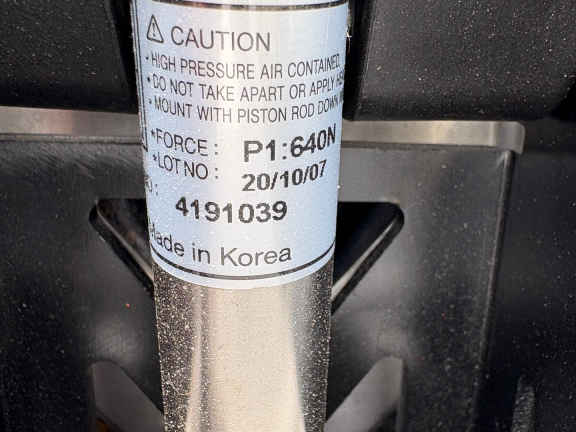 ⚠ CAUTION
• HIGH PRESSURE AIR CONTAINED,
• DO NOT TAKE APART OR APPLY
• MOUNT WITH PISTON ROD DOWN
*FORCE : P1:640N
*LOT NO : 20/10/07
4191039
Made in Korea